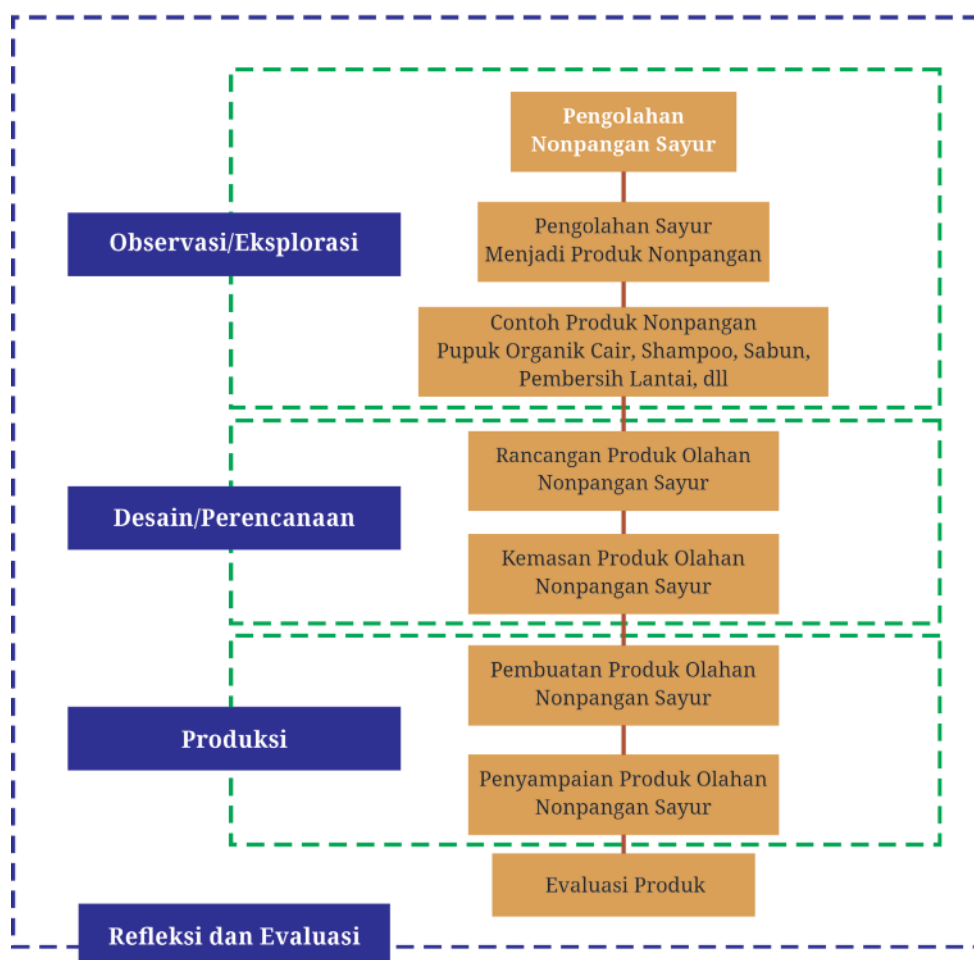 Pengolahan
Nonpangan Sayur
Observasi/Eksplorasi
Pengolahan Sayur
Menjadi Produk Nonpangan
Contoh Produk Nonpangan
Pupuk Organik Cair, Shampoo, Sabun,
Pembersih Lantai, dll
Desain/Perencanaan
Rancangan Produk Olahan
Nonpangan Sayur
Kemasan Produk Olahan
Nonpangan Sayur
Produksi
Pembuatan Produk Olahan
Nonpangan Sayur
Penyampaian Produk Olahan
Nonpangan Sayur
Evaluasi Produk
Refleksi dan Evaluasi